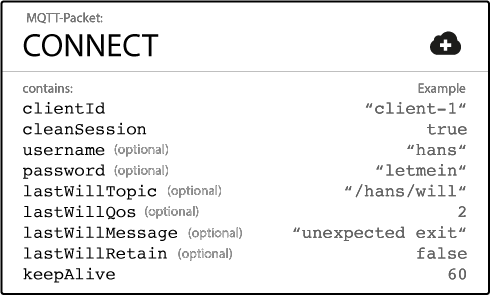 MQTT-Packet:
CONNECT
contains: Example
clientId “client-1“
cleanSession true
username (optional) “hans“
password (optional) “letmein“
lastWillTopic (optional) “/hans/will“
lastWillQos (optional) 2
lastWillMessage (optional) “unexpected exit“
lastWillRetain (optional) false
keepAlive 60